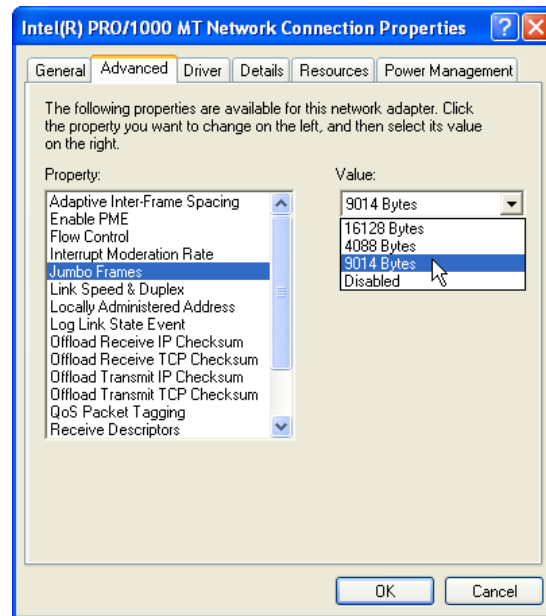 Intel(R) PRO/1000 MT Network Connection Properties
General Advanced Driver Details Resources Power Management
The following properties are available for this network adapter. Click
the property you want to change on the left, and then select its value
on the right.
Property:
Adaptive Inter-Frame Spacing
Enable PME
Flow Control
Interrupt Moderation Rate
Jumbo Frames
Link Speed & Duplex
Locally Administered Address
Log Link State Event
Offload Receive IP Checksum
Offload Receive TCP Checksum
Offload Transmit IP Checksum
Offload Transmit TCP Checksum
QoS Packet Tagging
Receive Descriptors
Value:
9014 Bytes
16128 Bytes
4088 Bytes
9014 Bytes
Disabled
OK Cancel